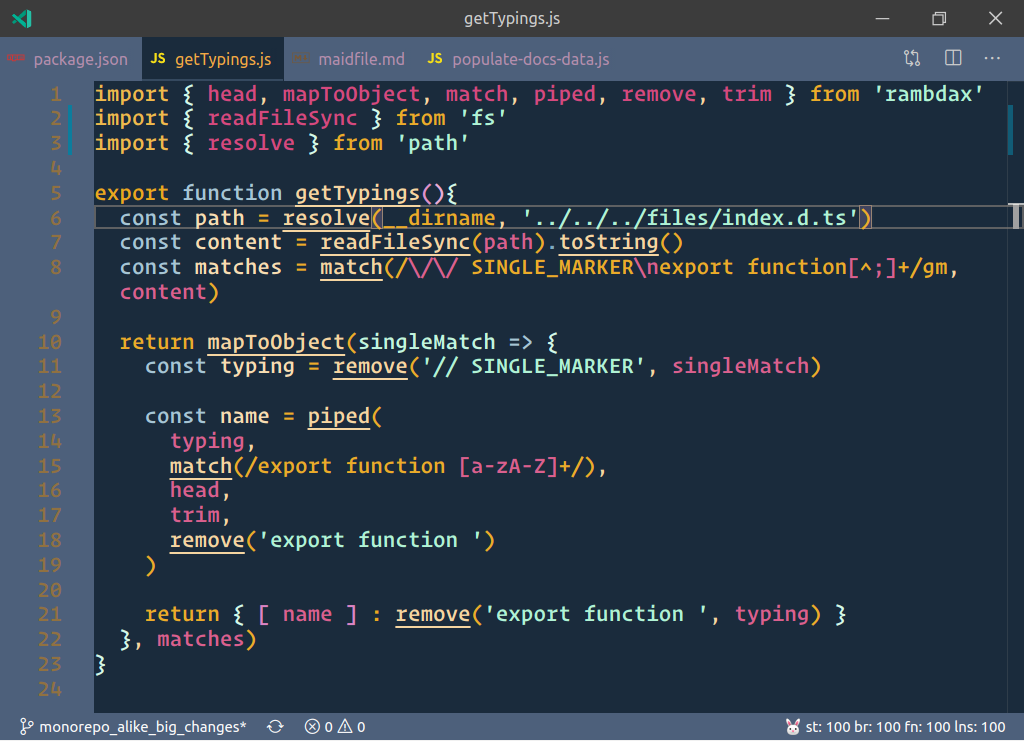 getTypings.js
package.json JS getTypings.js maidfile.md JS populate-docs-data.js
1 import { head, mapToObject, match, piped, remove, trim } from 'rambdax'
2 import { readFileSync } from 'fs'
3 import { resolve } from 'path'
4
5 export function getTypings(){
6   const path = resolve(__dirname, '../../../files/index.d.ts')
7   const content = readFileSync(path).toString()
8   const matches = match(/\/\/ SINGLE_MARKER\nexport function[^;]+/gm,
  content)
9
10   return mapToObject(singleMatch => {
11     const typing = remove('// SINGLE_MARKER', singleMatch)
12
13     const name = piped(
14       typing,
15       match(/export function [a-zA-Z]+/),
16       head,
17       trim,
18       remove('export function ')
19     )
20
21     return { [ name ] : remove('export function ', typing) }
22   }, matches)
23 }
24
monorepo_alike_big_changes* 0 0 st: 100 br: 100 fn: 100 lns: 100